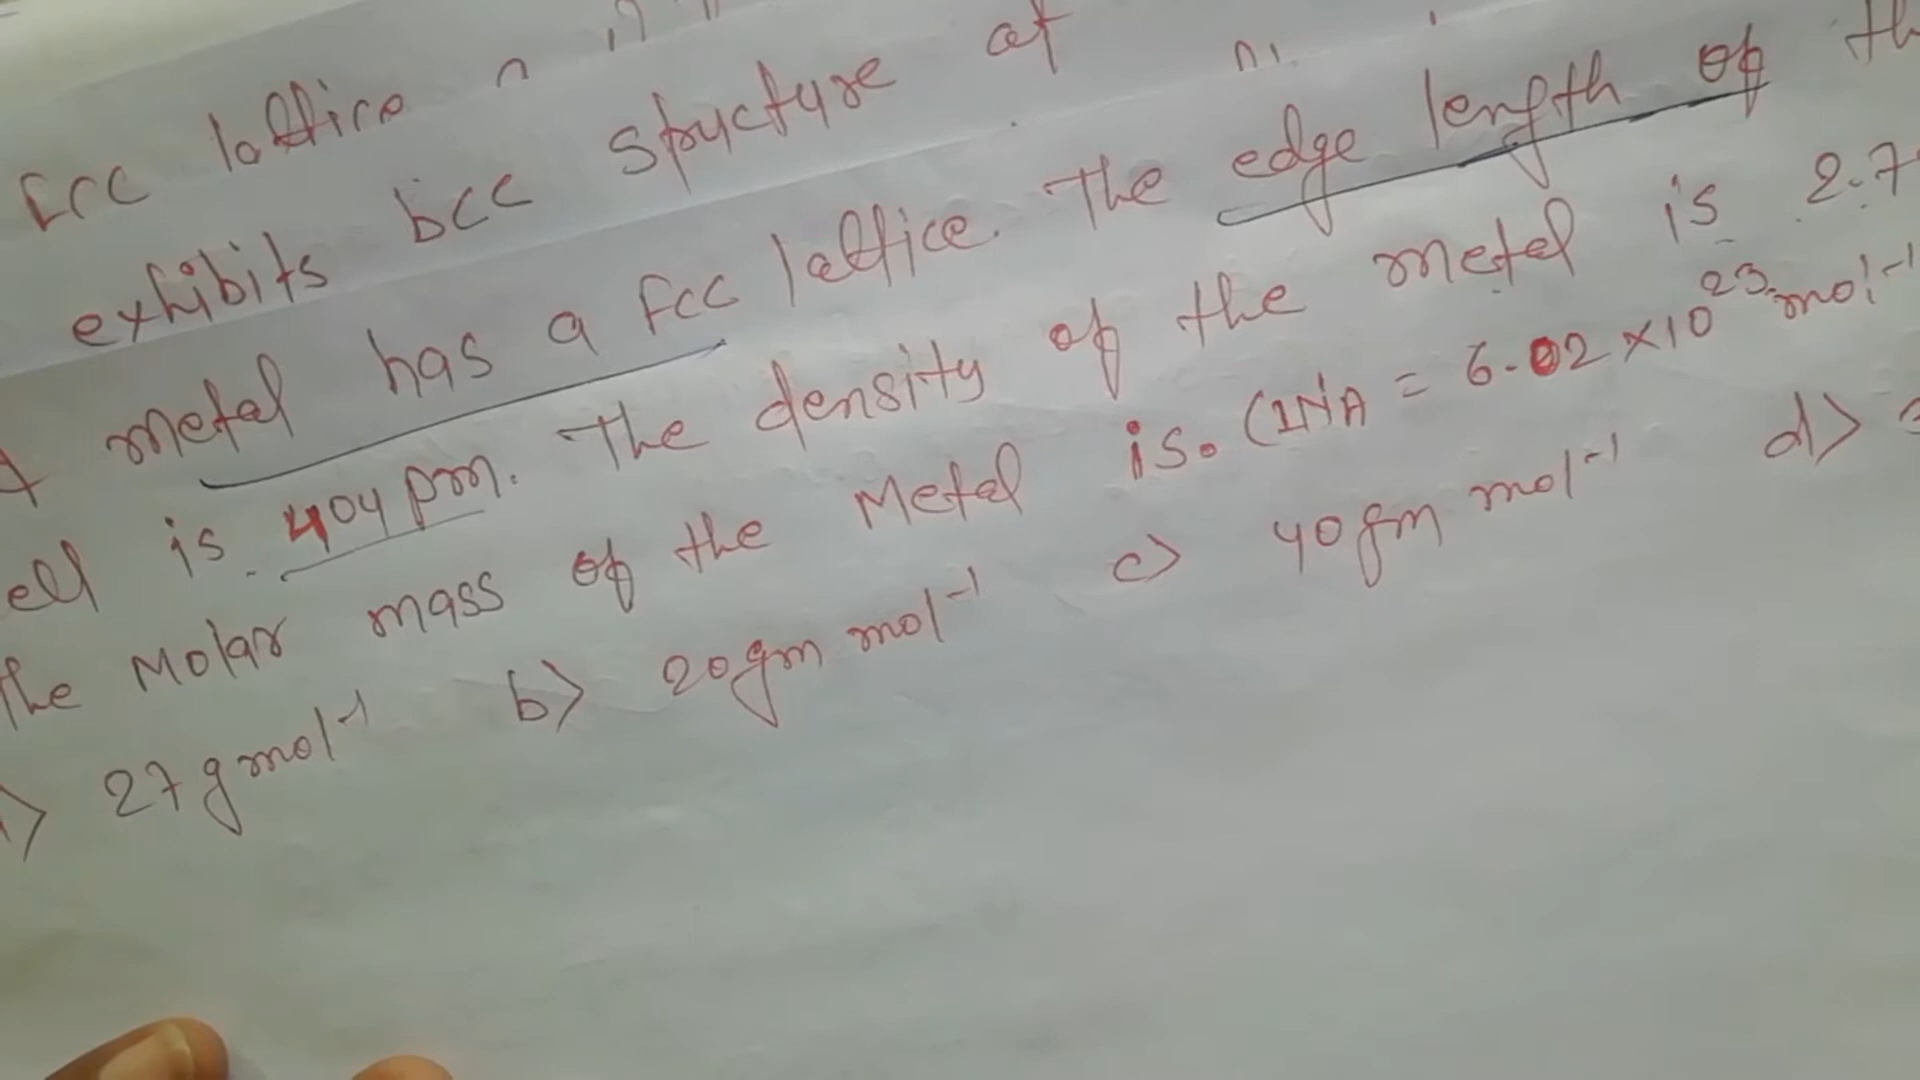 FCC lattice
exhibits bcc structure at
A metal has a fcc lattice. The edge length of th
ell is 404 pm. The density of the metal is 2.7
the Molar mass of the Metal is. (NA = 6.02 × 10²³ mol⁻¹
27 g mol⁻¹ b> 20 gm mol⁻¹ c> 40 gm mol⁻¹ d> 3